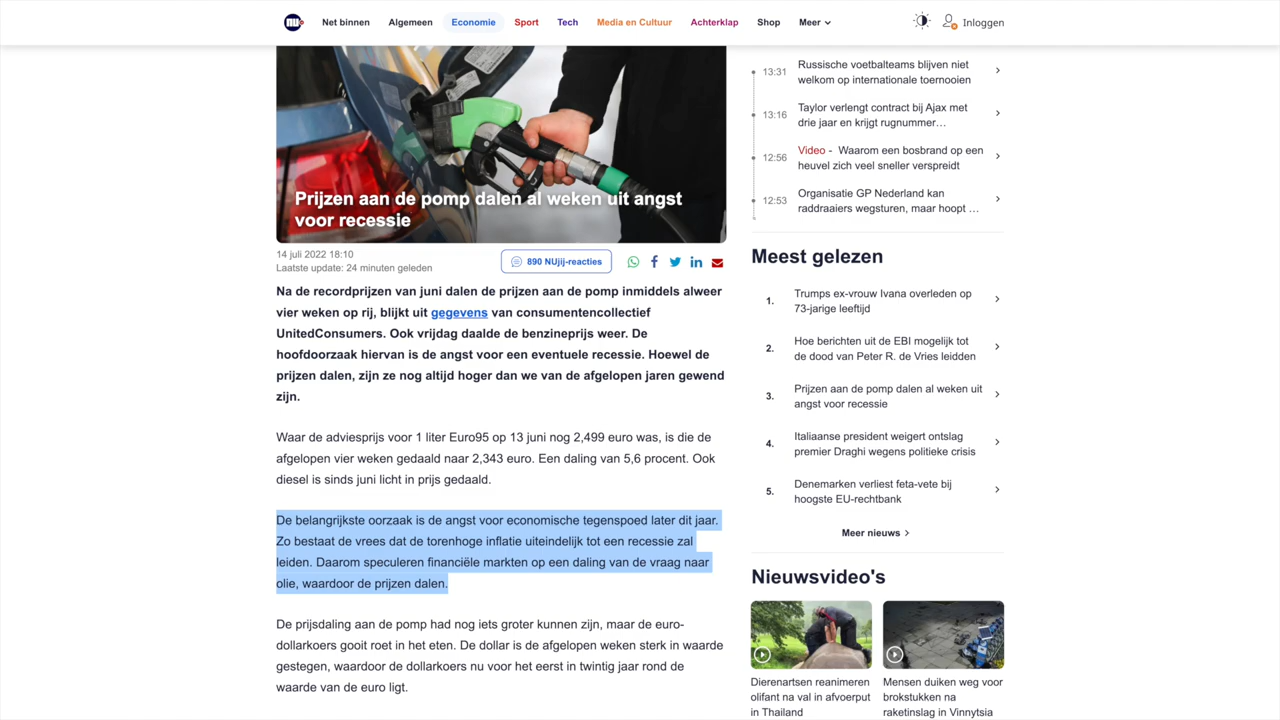 NU
Net binnen
Algemeen
Economie
Sport
Tech
Media en Cultuur
Achterklap
Shop
Meer
Inloggen
Prijzen aan de pomp dalen al weken uit angst
voor recessie
14 juli 2022 18:10
Laatste update: 24 minuten geleden
890 NUjij-reacties
Na de recordprijzen van juni dalen de prijzen aan de pomp inmiddels alweer
vier weken op rij, blijkt uit gegevens van consumentencollectief
UnitedConsumers. Ook vrijdag daalde de benzineprijs weer. De
hoofdoorzaak hiervan is de angst voor een eventuele recessie. Hoewel de
prijzen dalen, zijn ze nog altijd hoger dan we van de afgelopen jaren gewend
zijn.
Waar de adviesprijs voor 1 liter Euro95 op 13 juni nog 2,499 euro was, is die de
afgelopen vier weken gedaald naar 2,343 euro. Een daling van 5,6 procent. Ook
diesel is sinds juni licht in prijs gedaald.
De belangrijkste oorzaak is de angst voor economische tegenspoed later dit jaar.
Zo bestaat de vrees dat de torenhoge inflatie uiteindelijk tot een recessie zal
leiden. Daarom speculeren financiële markten op een daling van de vraag naar
olie, waardoor de prijzen dalen.
De prijsdaling aan de pomp had nog iets groter kunnen zijn, maar de euro-
dollarkoers gooit roet in het eten. De dollar is de afgelopen weken sterk in waarde
gestegen, waardoor de dollarkoers nu voor het eerst in twintig jaar rond de
waarde van de euro ligt.
13:31 Russische voetbalteams blijven niet
welkom op internationale toernooien
13:16 Taylor verlengt contract bij Ajax met
drie jaar en krijgt rugnummer…
12:56 Video - Waarom een bosbrand op een
heuvel zich veel sneller verspreidt
12:53 Organisatie GP Nederland kan
raddraaiers wegsturen, maar hoopt …
Meest gelezen
1. Trumps ex-vrouw Ivana overleden op
73-jarige leeftijd
2. Hoe berichten uit de EBI mogelijk tot
de dood van Peter R. de Vries leidden
3. Prijzen aan de pomp dalen al weken uit
angst voor recessie
4. Italiaanse president weigert ontslag
premier Draghi wegens politieke crisis
5. Denemarken verliest feta-vete bij
hoogste EU-rechtbank
Meer nieuws
Nieuwsvideo's
Dierenartsen reanimeren
olifant na val in afvoerput
in Thailand
Mensen duiken weg voor
brokstukken na
raketinslag in Vinnytsia